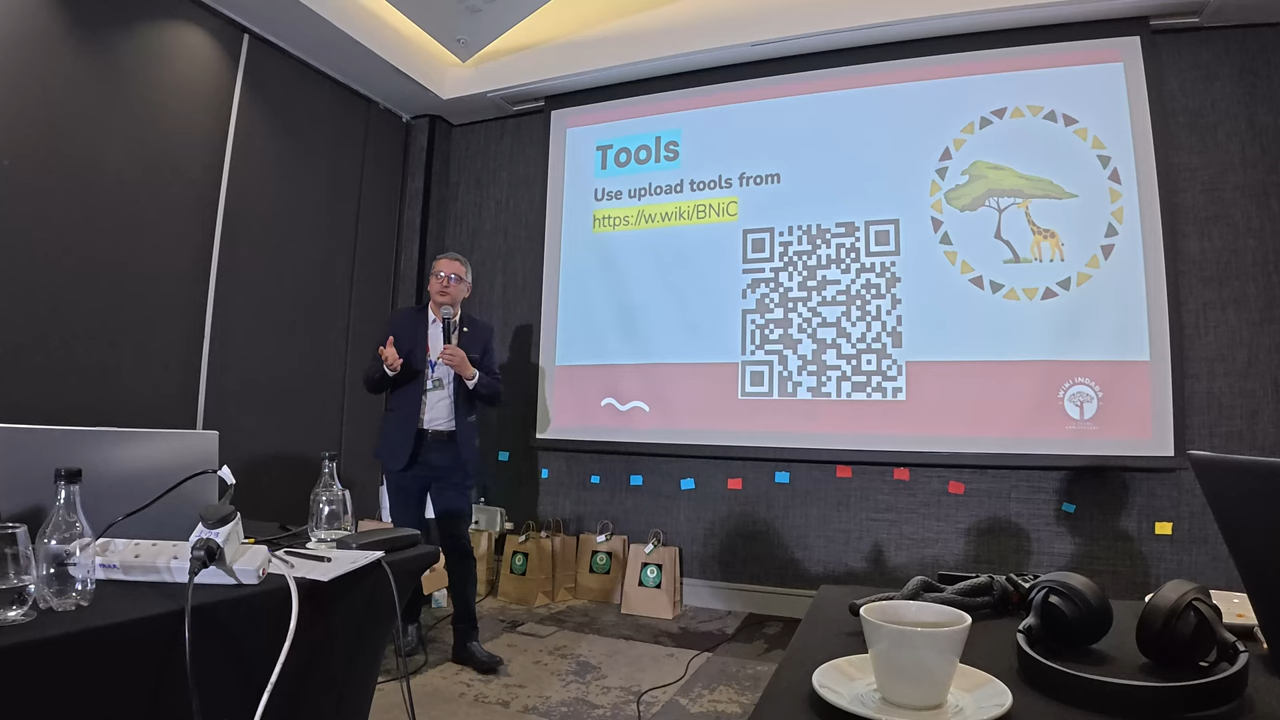 Tools
Use upload tools from
https://w.wiki/BNiC
WIKI INDABA